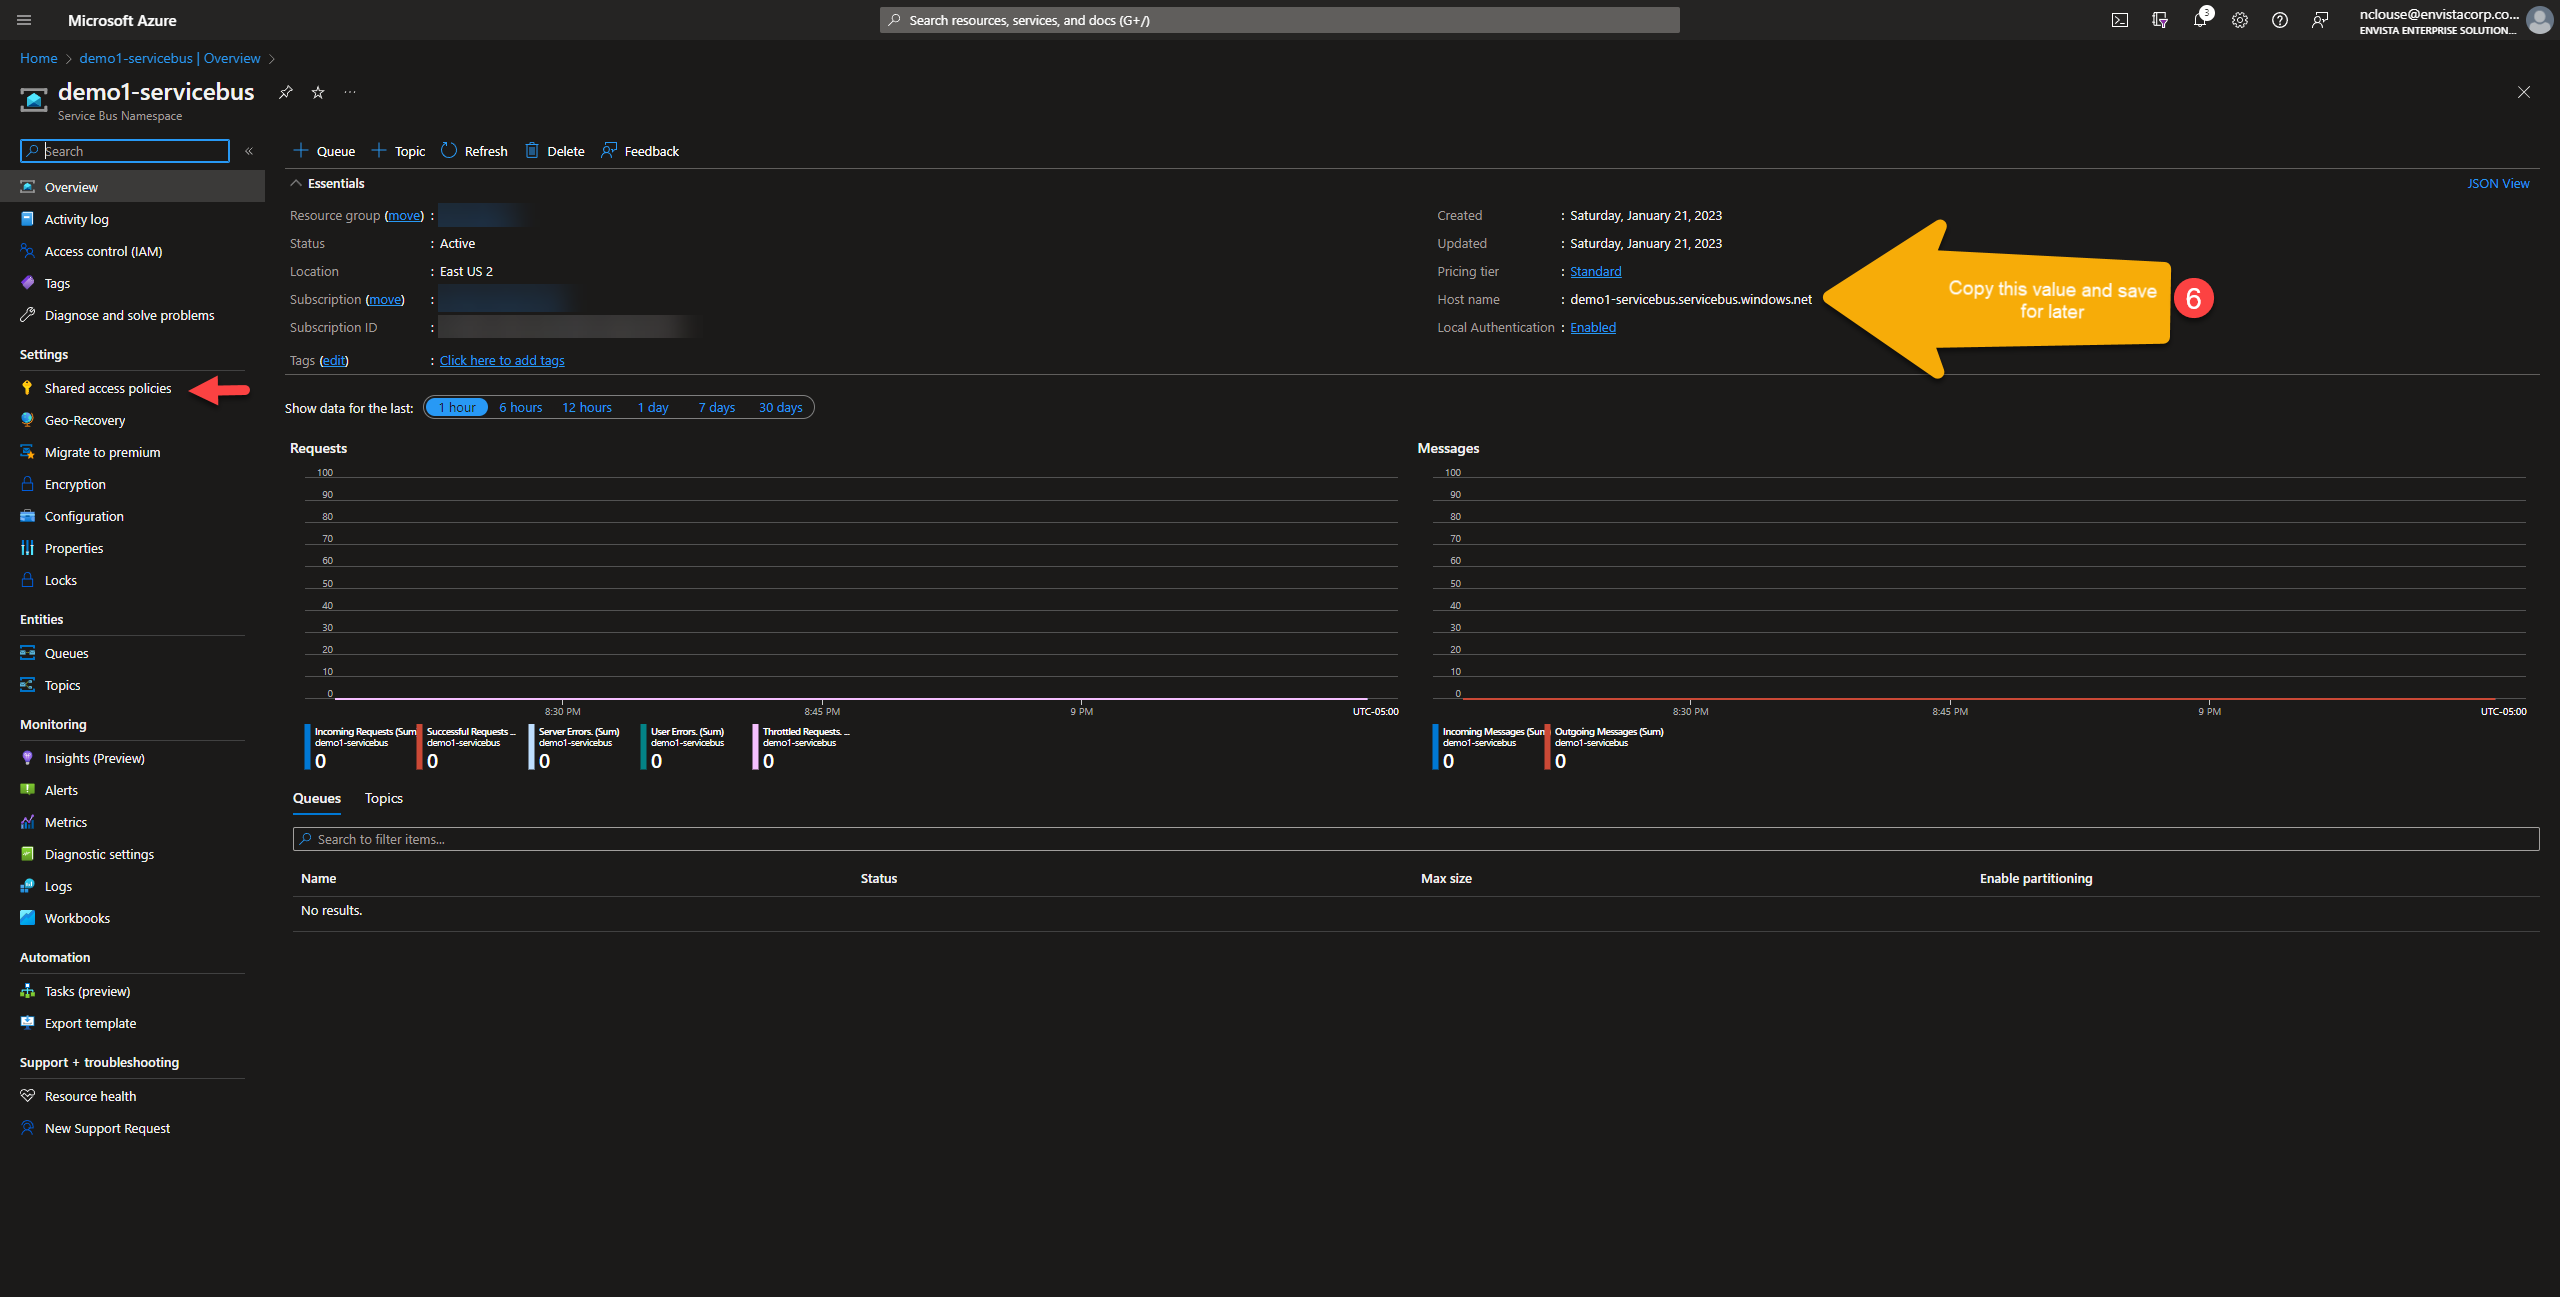 Microsoft Azure
Search resources, services, and docs (G+/)
3
nclouse@envistacorp.co...
ENVISTA ENTERPRISE SOLUTION...
Home > demo1-servicebus | Overview >
demo1-servicebus
Service Bus Namespace
Search
Overview
Activity log
Access control (IAM)
Tags
Diagnose and solve problems
Settings
Shared access policies
Geo-Recovery
Migrate to premium
Encryption
Configuration
Properties
Locks
Entities
Queues
Topics
Monitoring
Insights (Preview)
Alerts
Metrics
Diagnostic settings
Logs
Workbooks
Automation
Tasks (preview)
Export template
Support + troubleshooting
Resource health
New Support Request
Queue Topic Refresh Delete Feedback
Essentials
JSON View
Resource group (move) :
Status : Active
Location : East US 2
Subscription (move) :
Subscription ID :
Tags (edit) : Click here to add tags
Created : Saturday, January 21, 2023
Updated : Saturday, January 21, 2023
Pricing tier : Standard
Host name : demo1-servicebus.servicebus.windows.net
Local Authentication : Enabled
Copy this value and save
for later
6
Show data for the last: 1 hour 6 hours 12 hours 1 day 7 days 30 days
Requests
100
90
80
70
60
50
40
30
20
10
0
8:30 PM 8:45 PM 9 PM UTC-05:00
Incoming Requests (Sum
demo1-servicebus
0
Successful Requests ...
demo1-servicebus
0
Server Errors. (Sum)
demo1-servicebus
0
User Errors. (Sum)
demo1-servicebus
0
Throttled Requests. ...
demo1-servicebus
0
Messages
100
90
80
70
60
50
40
30
20
10
0
8:30 PM 8:45 PM 9 PM UTC-05:00
Incoming Messages (Sum)
demo1-servicebus
0
Outgoing Messages (Sum)
demo1-servicebus
0
Queues Topics
Search to filter items...
Name Status Max size Enable partitioning
No results.